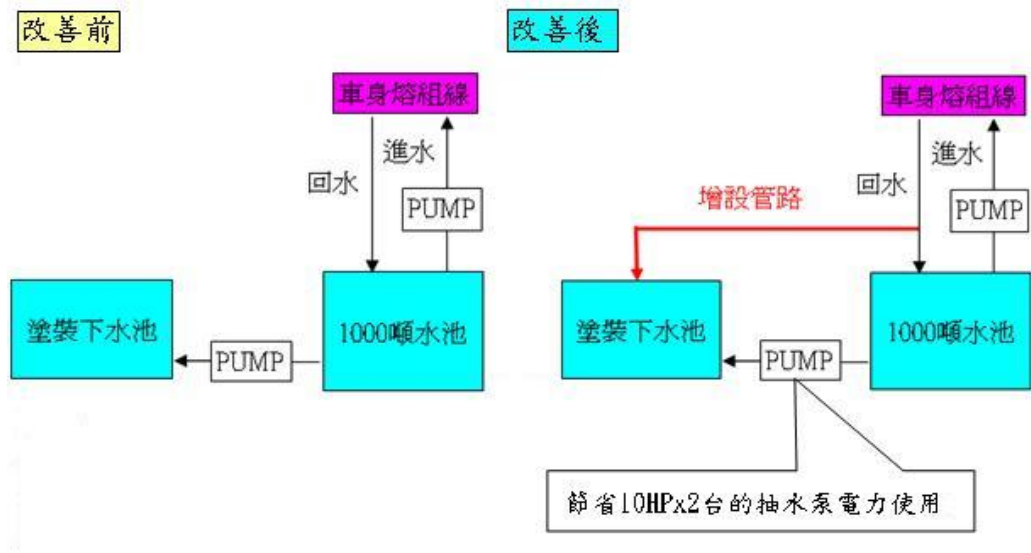 改善前
車身熔組線
進水
回水
PUMP
塗裝下水池
PUMP
1000噸水池
改善後
車身熔組線
進水
回水
增設管路
PUMP
塗裝下水池
PUMP
1000噸水池
節省10HPx2台的抽水泵電力使用